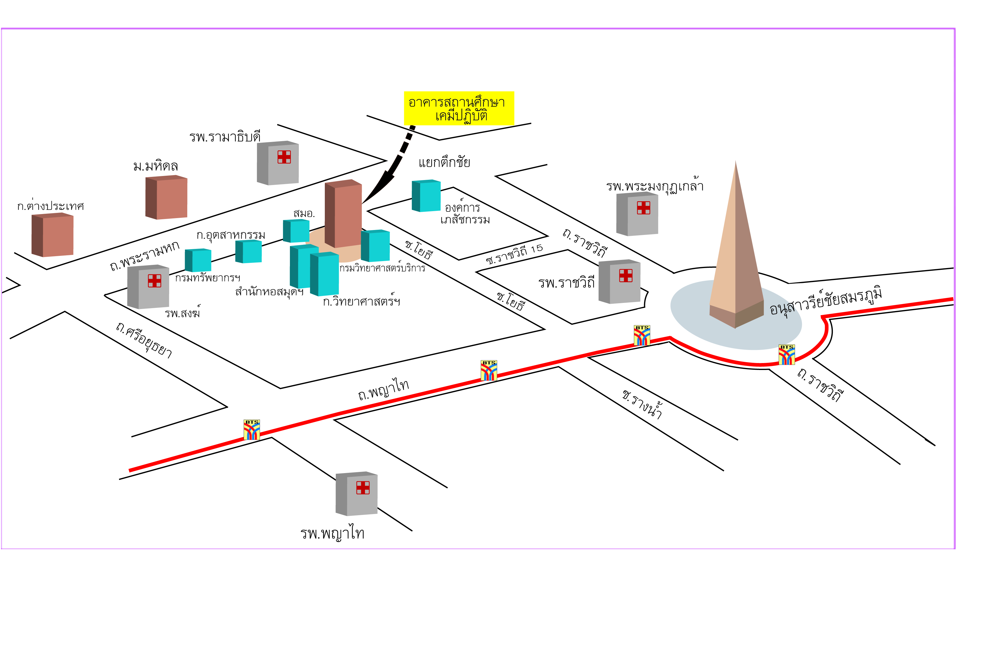 อาคารสถานศึกษา
เคมีปฏิบัติ
รพ.รามาธิบดี
แยกตึกชัย
ม.มหิดล
รพ.พระมงกุฏเกล้า
ก.ต่างประเทศ
องค์การ
เภสัชกรรม
สมอ.
ก.อุตสาหกรรม
ถ.ราชวิถี
ซ.โยธี
ซ.ราชวิถี 15
ถ.พระรามหก
กรมวิทยาศาสตร์บริการ
กรมทรัพยากรฯ
รพ.ราชวิถี
สำนักหอสมุดฯ
ก.วิทยาศาสตร์ฯ
ซ.โยธี
อนุสาวรีย์ชัยสมรภูมิ
รพ.สงฆ์
ถ.ศรีอยุธยา
BTS
BTS
BTS
ถ.พญาไท
ถ.ราชวิถี
ซ.รางน้ำ
BTS
รพ.พญาไท